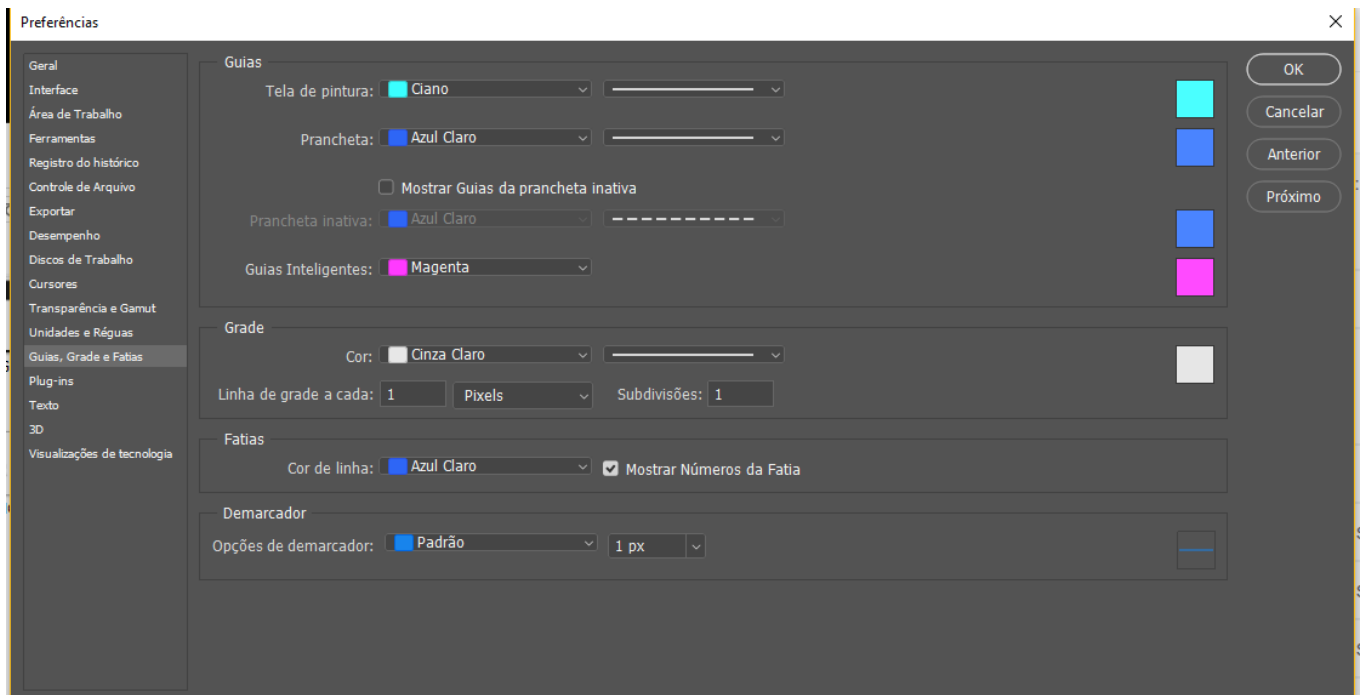 Preferências
Geral
Interface
Área de Trabalho
Ferramentas
Registro do histórico
Controle de Arquivo
Exportar
Desempenho
Discos de Trabalho
Cursores
Transparência e Gamut
Unidades e Réguas
Guias, Grade e Fatias
Plug-ins
Texto
3D
Visualizações de tecnologia
Guias
Tela de pintura: Ciano
Prancheta: Azul Claro
Mostrar Guias da prancheta inativa
Prancheta inativa: Azul Claro
Guias Inteligentes: Magenta
Grade
Cor: Cinza Claro
Linha de grade a cada: 1 Pixels Subdivisões: 1
Fatias
Cor de linha: Azul Claro Mostrar Números da Fatia
Demarcador
Opções de demarcador: Padrão 1 px
OK
Cancelar
Anterior
Próximo